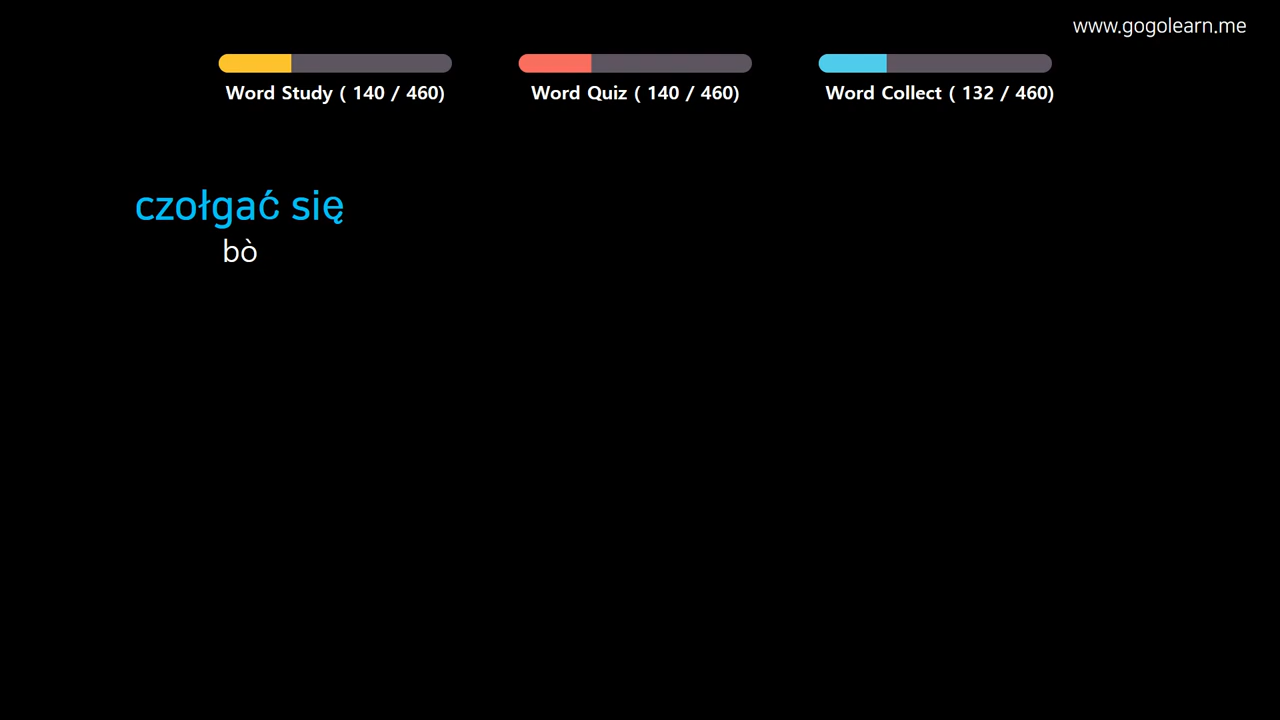 www.gogolearn.me
Word Study ( 140 / 460)
Word Quiz ( 140 / 460)
Word Collect ( 132 / 460)
czołgać się
bò